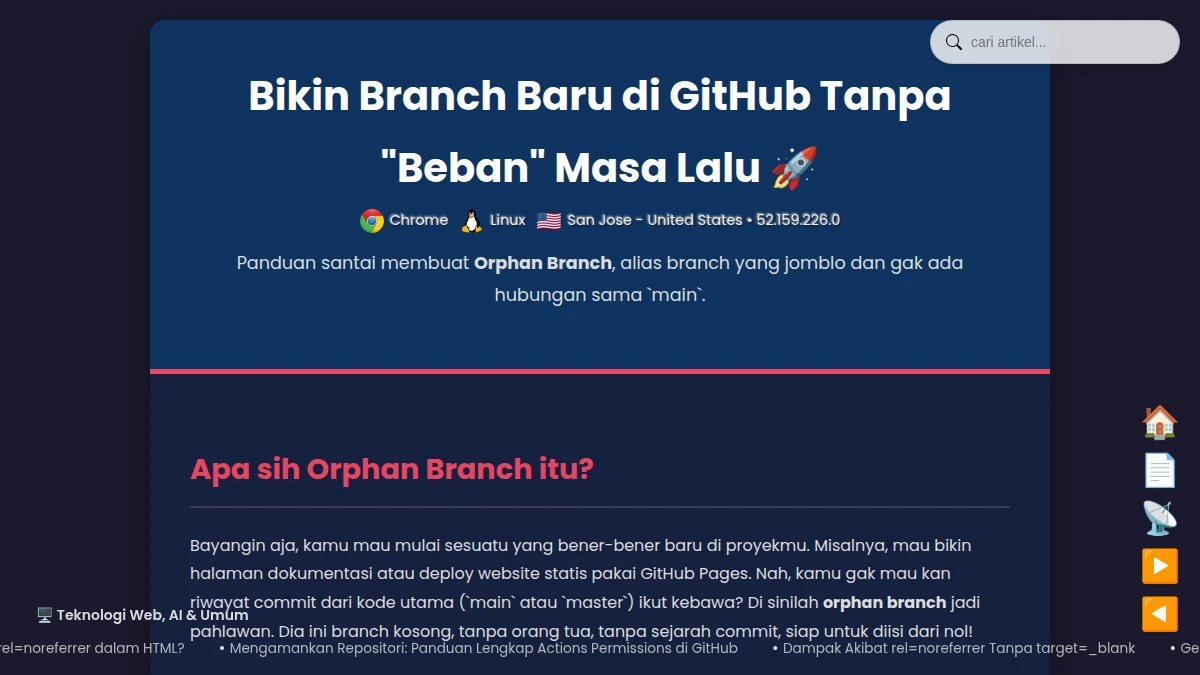 cari artikel...
Bikin Branch Baru di GitHub Tanpa
"Beban" Masa Lalu 🚀
Chrome Linux San Jose - United States • 52.159.226.0
Panduan santai membuat Orphan Branch, alias branch yang jomblo dan gak ada
hubungan sama `main`.
Apa sih Orphan Branch itu?
Bayangin aja, kamu mau mulai sesuatu yang bener-bener baru di proyekmu. Misalnya, mau bikin
halaman dokumentasi atau deploy website statis pakai GitHub Pages. Nah, kamu gak mau kan
riwayat commit dari kode utama (`main` atau `master`) ikut kebawa? Di sinilah orphan branch jadi
pahlawan. Dia ini branch kosong, tanpa orang tua, tanpa sejarah commit, siap untuk diisi dari nol!
🖥️ Teknologi Web, AI & Umum
rel=noreferrer dalam HTML? • Mengamankan Repositori: Panduan Lengkap Actions Permissions di GitHub • Dampak Akibat rel=noreferrer Tanpa target=_blank • Ge